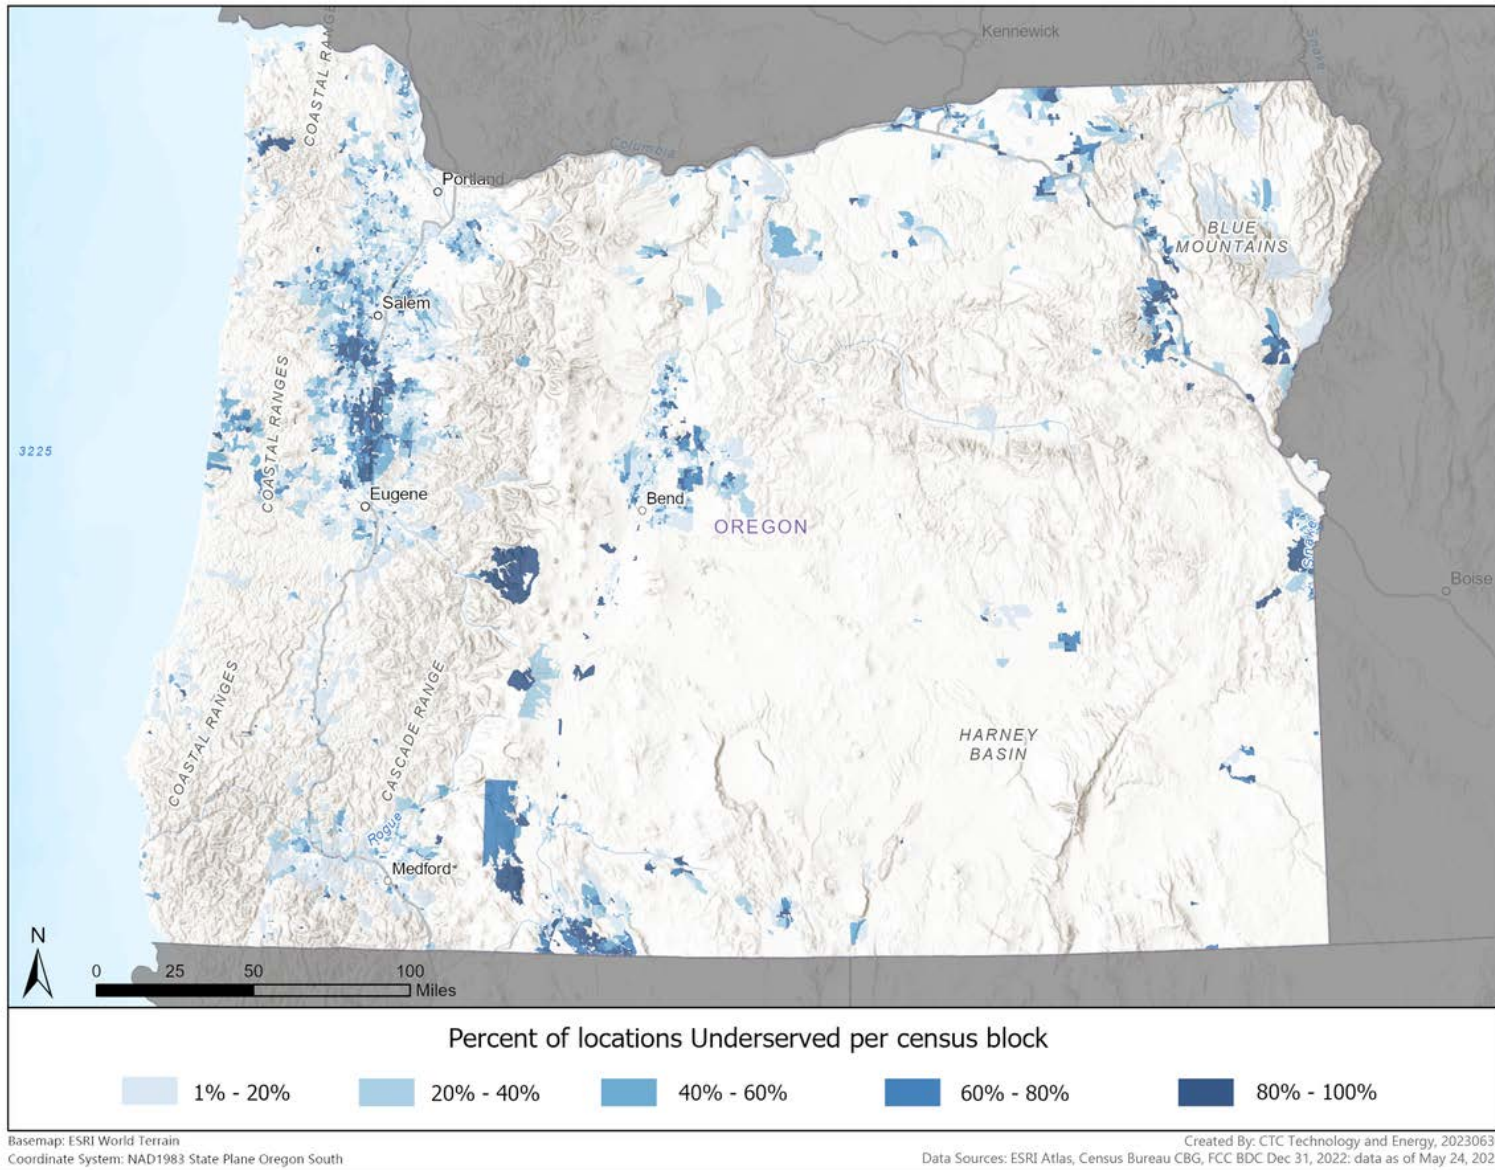 COASTAL RANGE
Kennewick
Snake
Columbia
Portland
BLUE
MOUNTAINS
Salem
COASTAL RANGES
3225
Eugene
Bend
OREGON
Snake
Boise
COASTAL RANGES
CASCADE RANGE
HARNEY
BASIN
Rogue
Medford
N
0 25 50 100
Miles
Percent of locations Underserved per census block
1% - 20% 20% - 40% 40% - 60% 60% - 80% 80% - 100%
Basemap: ESRI World Terrain
Created By: CTC Technology and Energy, 2023063
Coordinate System: NAD1983 State Plane Oregon South
Data Sources: ESRI Atlas, Census Bureau CBG, FCC BDC Dec 31, 2022: data as of May 24, 202